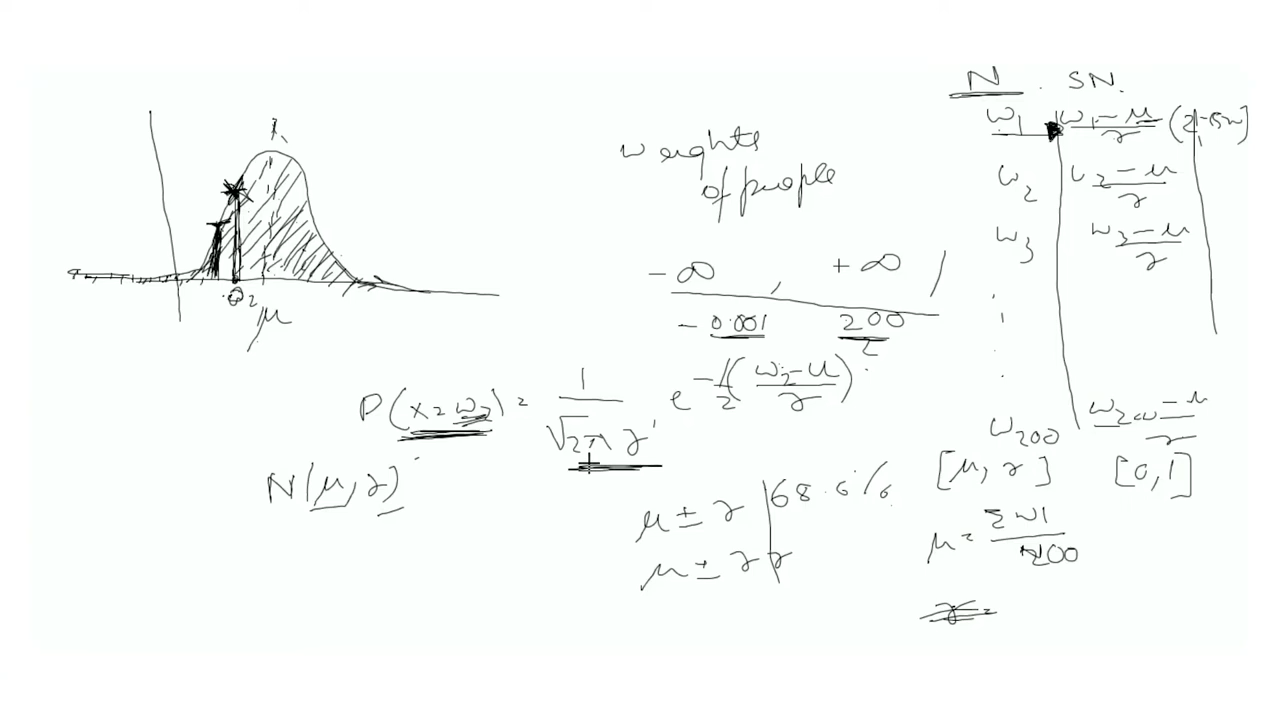 N SN.
weights
of people
w1 w1-μ/γ
w2 w2-μ/γ
w3 w3-μ/γ
-∞ , +∞
-0.001 200
μ
P(x=w2)= 1/√2π γ e^-1/2(w2-μ/γ)^2
w200 w200-μ/γ
N(μ,γ)
[μ,γ] [0,1]
μ±γ 68.6%
μ±2γ
μ= Σwi/200